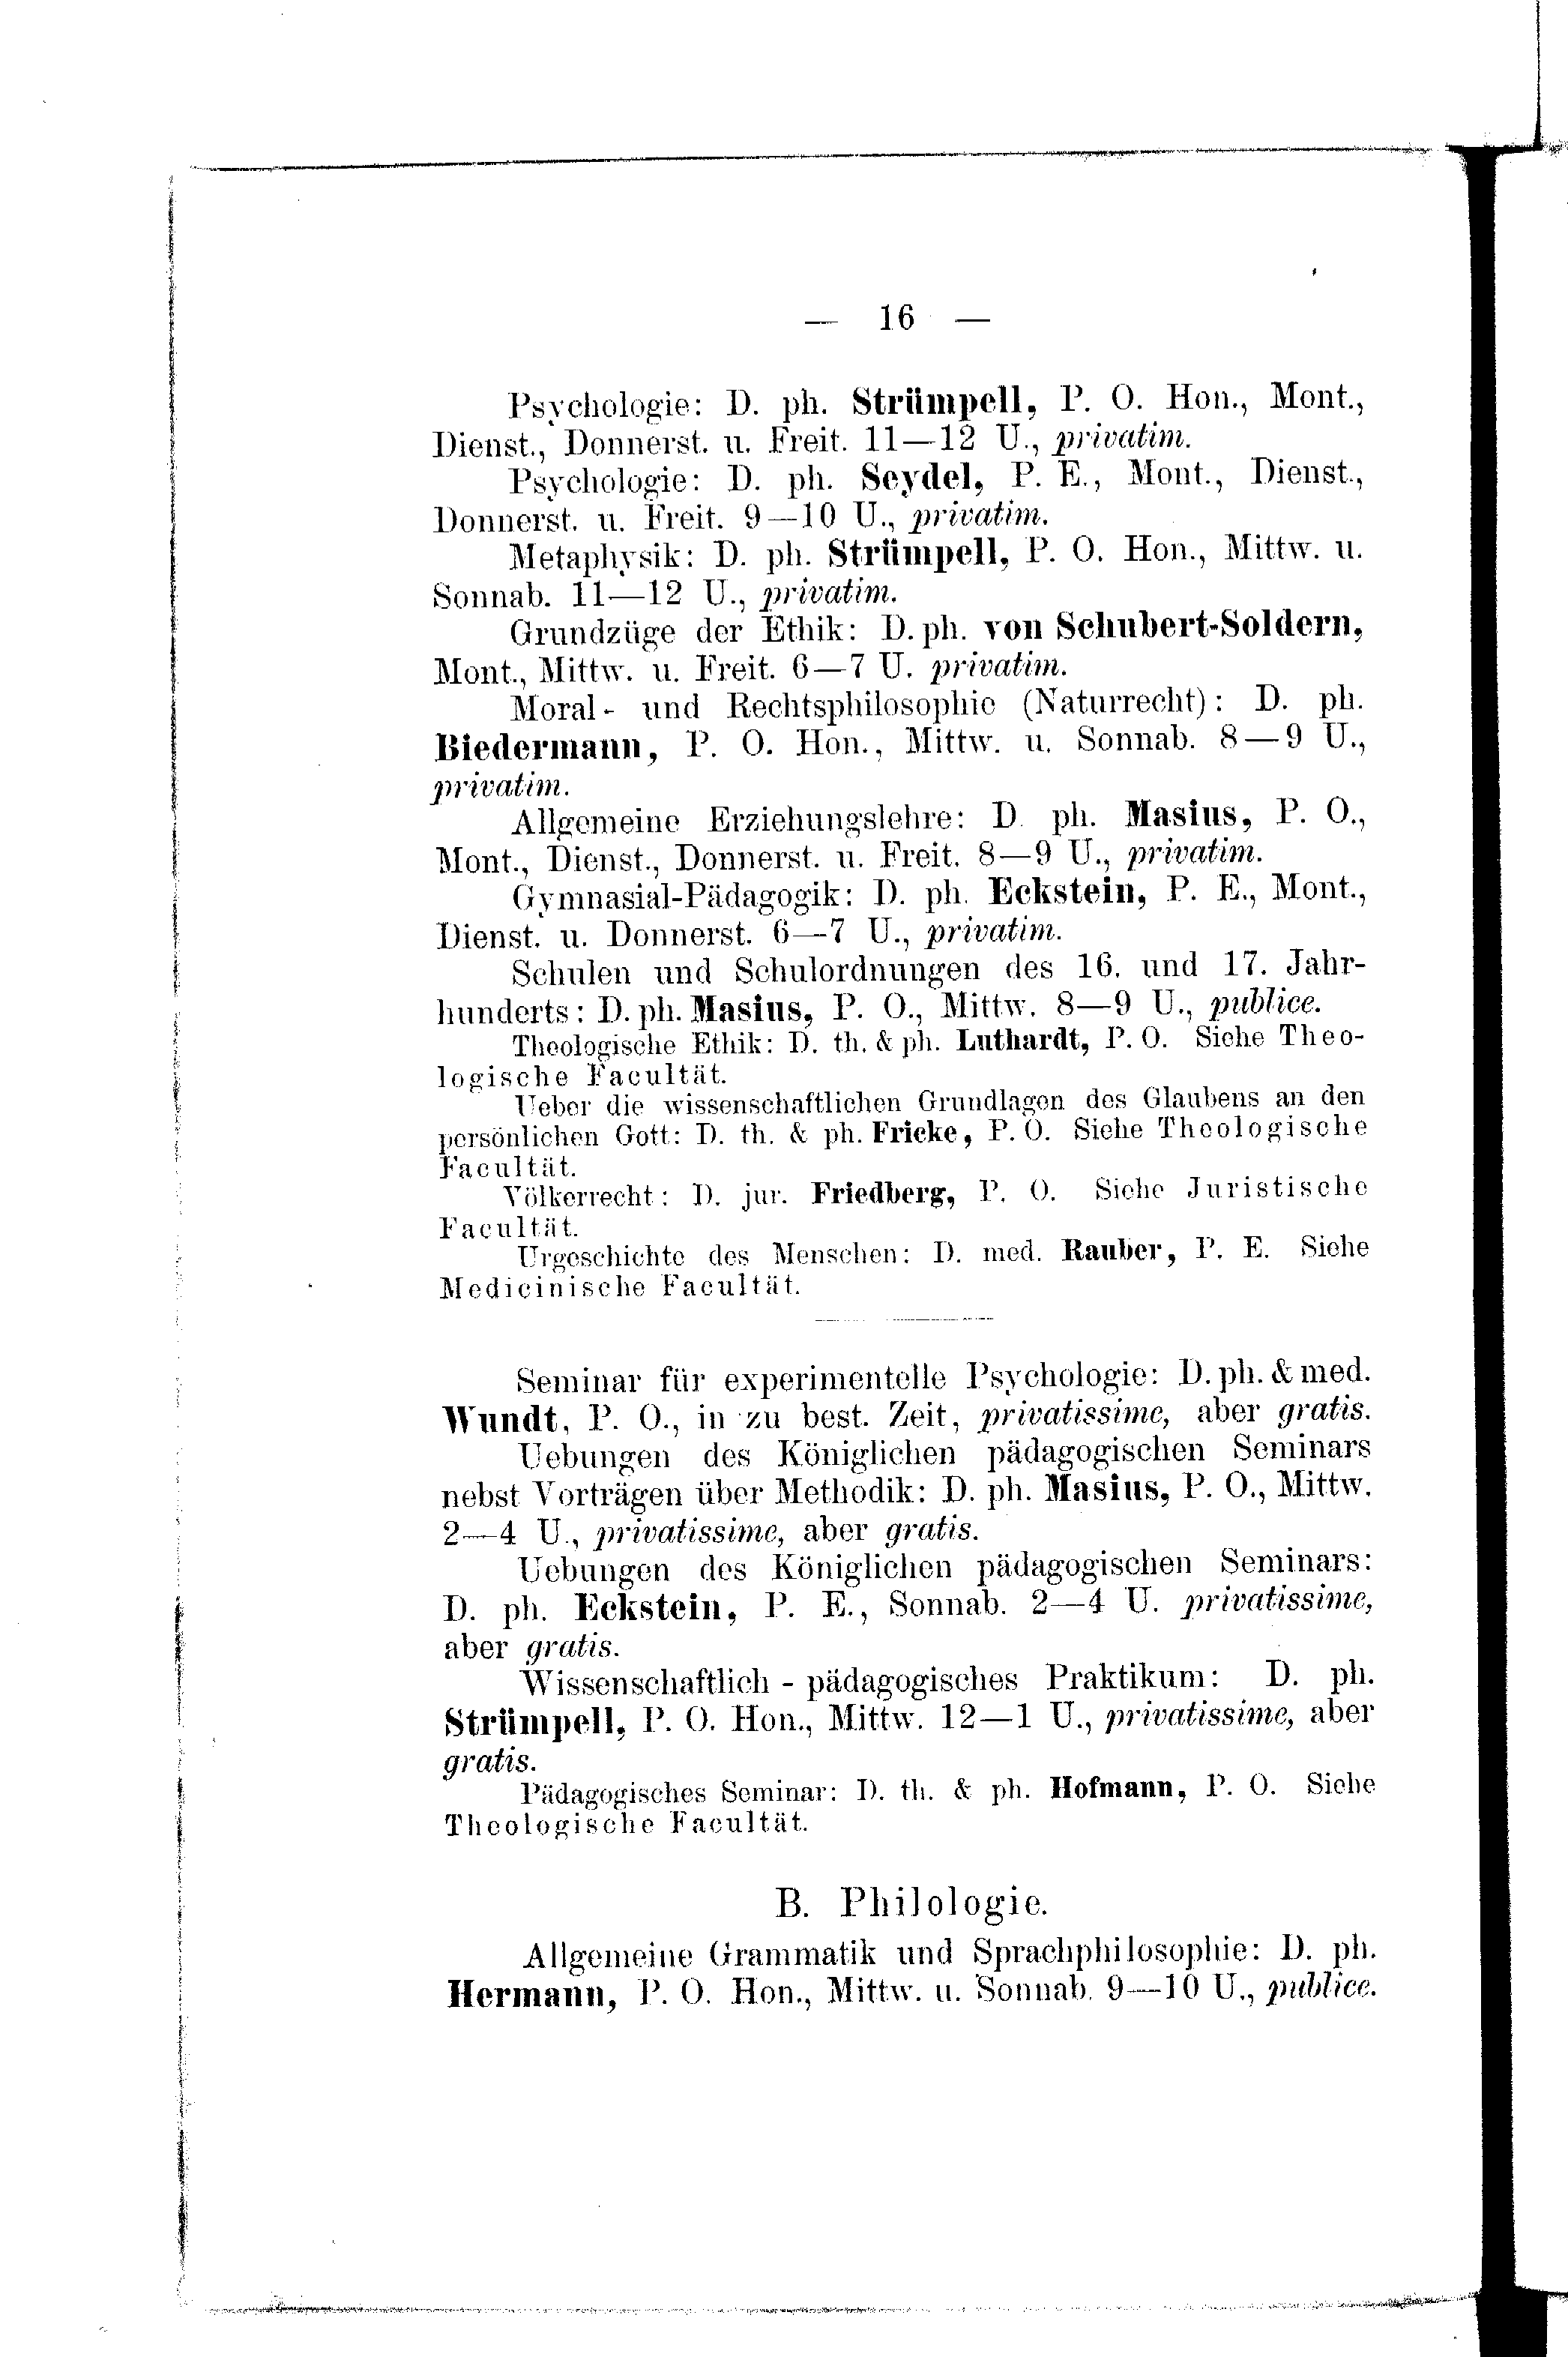 — 16 —
Psychologie: D. ph. Strümpell, P. O. Hon., Mont.,
Dienst., Donnerst. u. Freit. 11—12 U., privatim.
Psychologie: D. ph. Seydel, P. E., Mont., Dienst.,
Donnerst. u. Freit. 9—10 U., privatim.
Metaphysik: D. ph. Strümpell, P. O. Hon., Mittw. u.
Sonnab. 11—12 U., privatim.
Grundzüge der Ethik: D. ph. von Schubert-Soldern,
Mont., Mittw. u. Freit. 6—7 U. privatim.
Moral- und Rechtsphilosophie (Naturrecht): D. ph.
Biedermann, P. O. Hon., Mittw. u. Sonnab. 8—9 U.,
privatim.
Allgemeine Erziehungslehre: D. ph. Masius, P. O.,
Mont., Dienst., Donnerst. u. Freit. 8—9 U., privatim.
Gymnasial-Pädagogik: D. ph. Eckstein, P. E., Mont.,
Dienst. u. Donnerst. 6—7 U., privatim.
Schulen und Schulordnungen des 16. und 17. Jahr-
hunderts: D. ph. Masius, P. O., Mittw. 8—9 U., publice.
Theologische Ethik: D. th. & ph. Luthardt, P. O. Siehe Theo-
logische Facultät.
Ueber die wissenschaftlichen Grundlagen des Glaubens an den
persönlichen Gott: D. th. & ph. Fricke, P. O. Siehe Theologische
Facultät.
Völkerrecht: D. jur. Friedberg, P. O. Siehe Juristische
Facultät.
Urgeschichte des Menschen: D. med. Rauber, P. E. Siehe
Medicinische Facultät.
Seminar für experimentelle Psychologie: D. ph. & med.
Wundt, P. O., in zu best. Zeit, privatissime, aber gratis.
Uebungen des Königlichen pädagogischen Seminars
nebst Vorträgen über Methodik: D. ph. Masius, P. O., Mittw.
2—4 U., privatissime, aber gratis.
Uebungen des Königlichen pädagogischen Seminars:
D. ph. Eckstein, P. E., Sonnab. 2—4 U. privatissime,
aber gratis.
Wissenschaftlich - pädagogisches Praktikum: D. ph.
Strümpell, P. O. Hon., Mittw. 12—1 U., privatissime, aber
gratis.
Pädagogisches Seminar: D. th. & ph. Hofmann, P. O. Siehe
Theologische Facultät.
B. Philologie.
Allgemeine Grammatik und Sprachphilosophie: D. ph.
Hermann, P. O. Hon., Mittw. u. Sonnab. 9—10 U., publice.